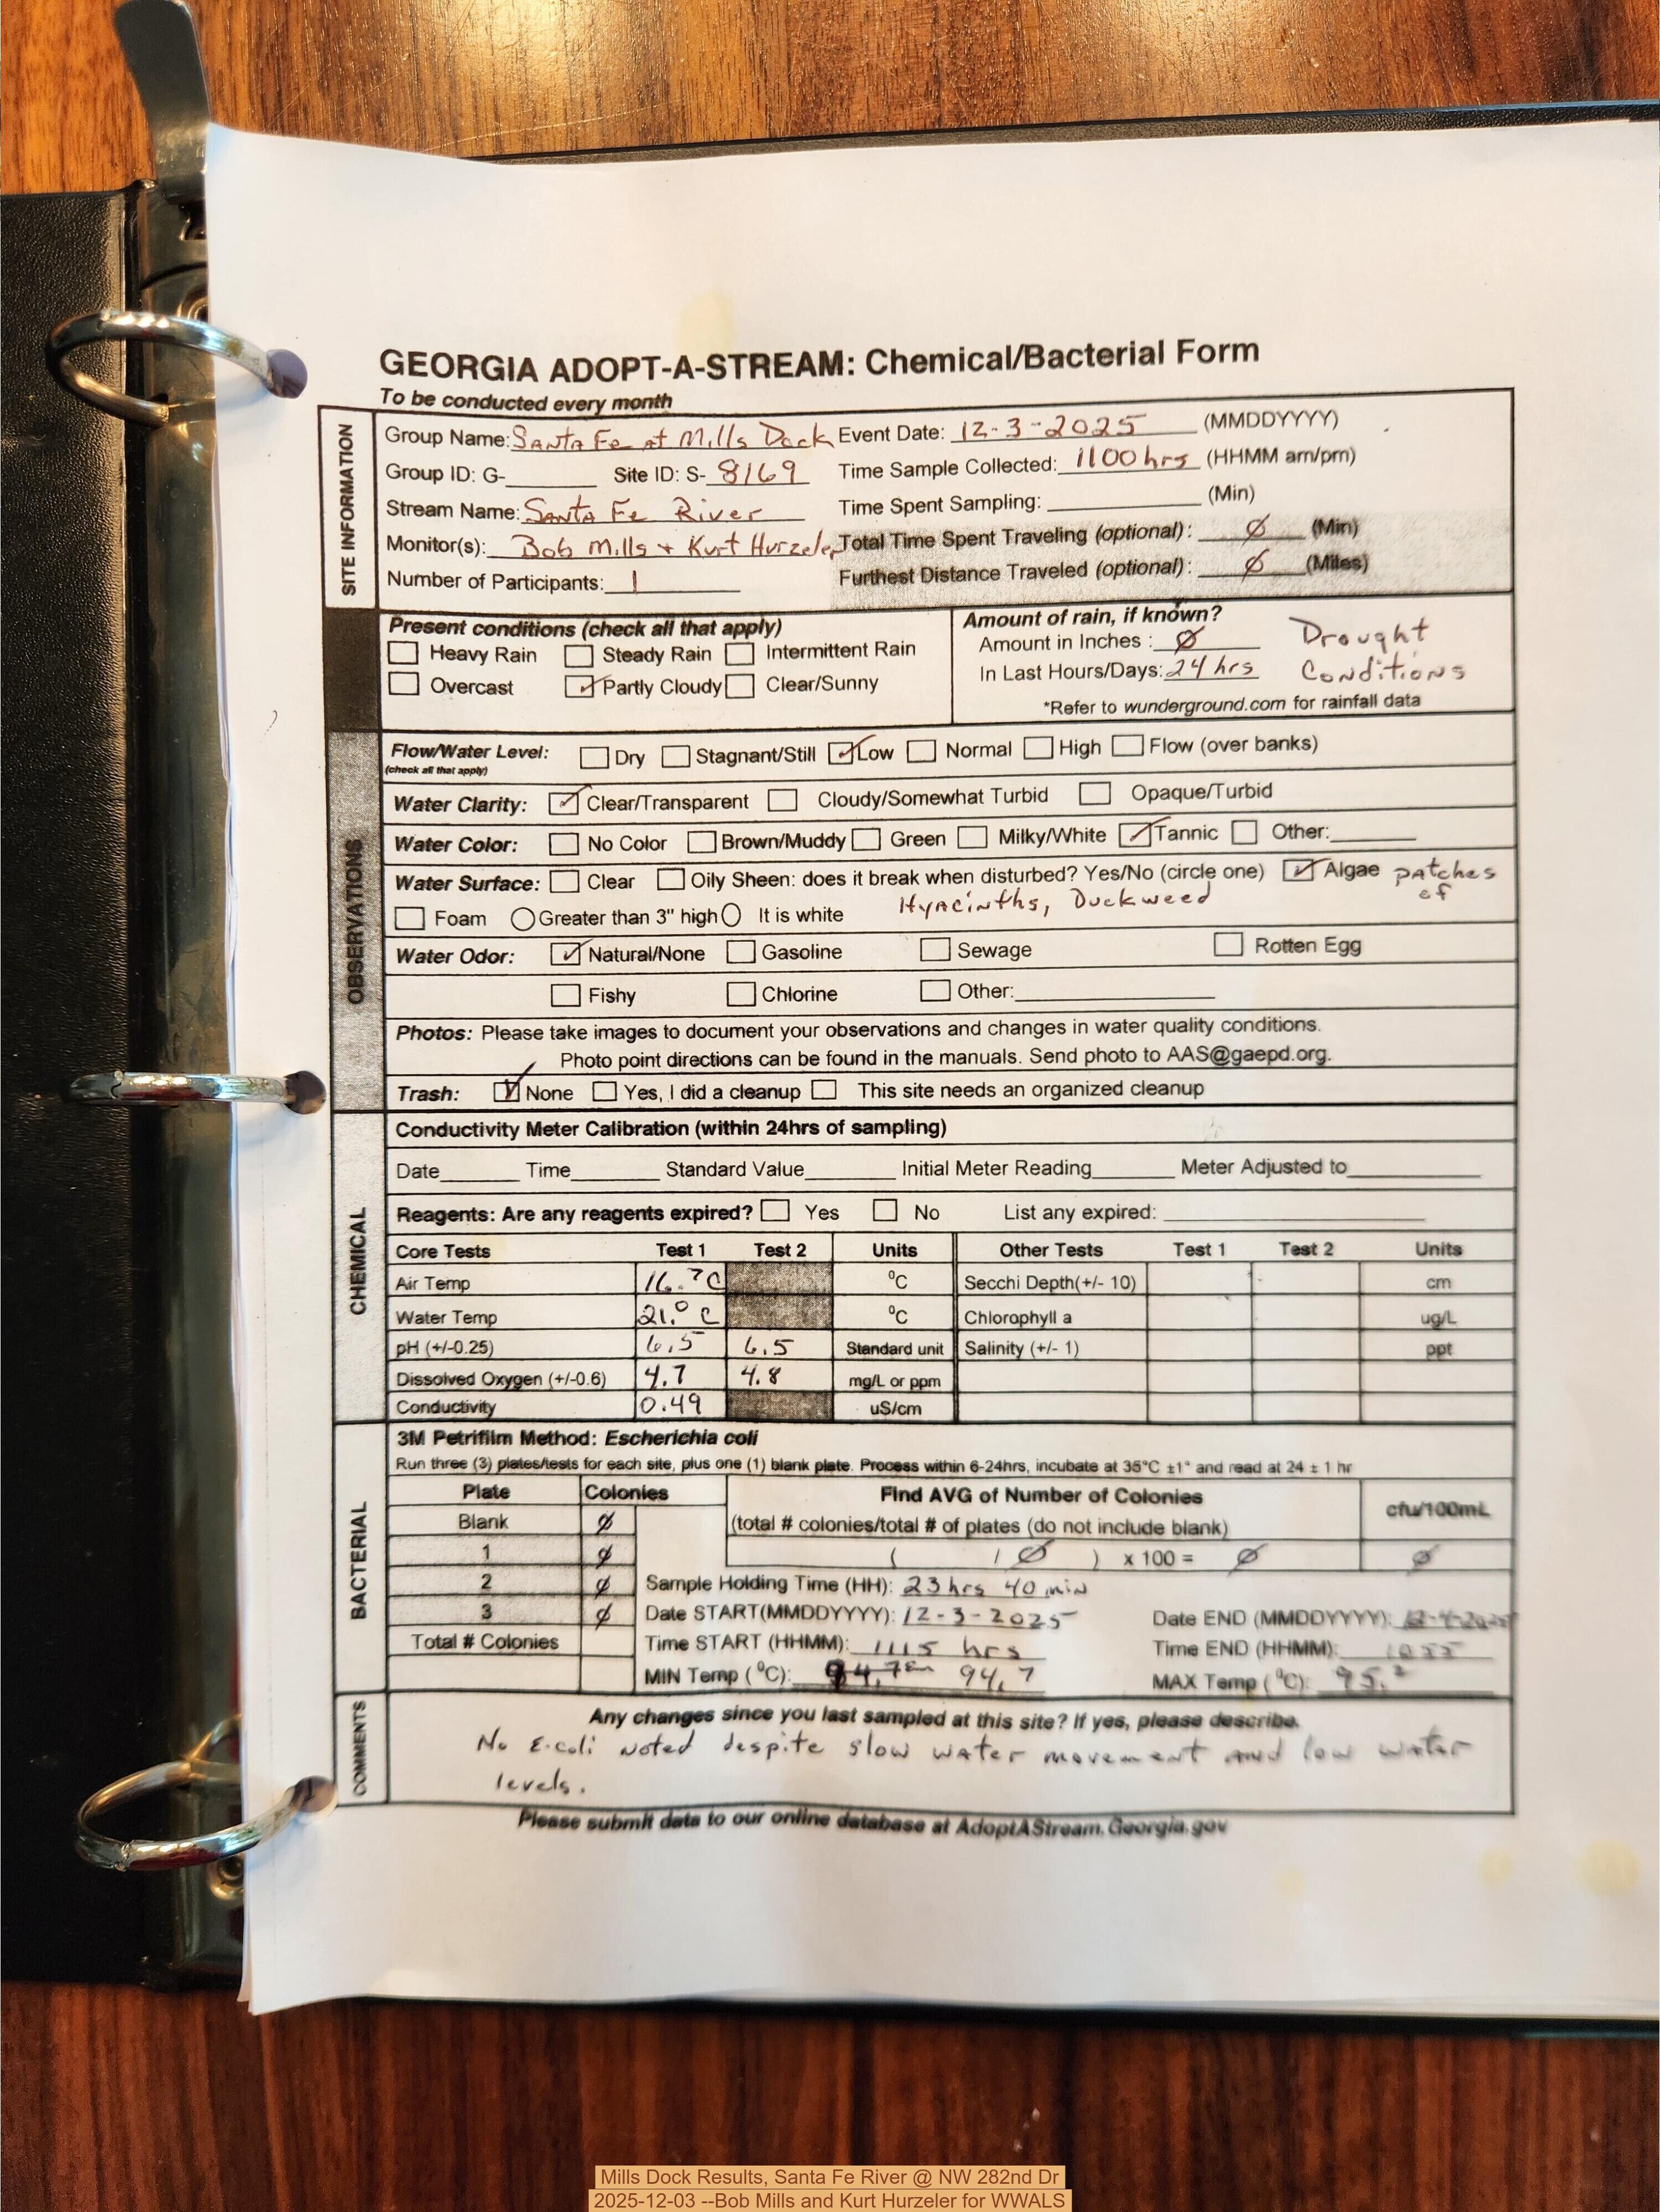 GEORGIA ADOPT-A-STREAM: Chemical/Bacterial Form
To be conducted every month
SITE INFORMATION
Group Name: Santa Fe at Mills Dock Event Date: 12-3-2025 (MMDDYYYY)
Group ID: G-______ Site ID: S- 8169 Time Sample Collected: 1100 hrs (HHMM am/pm)
Stream Name: Santa Fe River Time Spent Sampling: ______ (Min)
Monitor(s): Bob Mills + Kurt Hurzeler Total Time Spent Traveling (optional): Ø (Min)
Number of Participants: 1 Furthest Distance Traveled (optional): Ø (Miles)
Present conditions (check all that apply) Amount of rain, if known?
Heavy Rain Steady Rain Intermittent Rain Amount in Inches : Ø Drought
Overcast Partly Cloudy Clear/Sunny In Last Hours/Days: 24 hrs Conditions
*Refer to wunderground.com for rainfall data
OBSERVATIONS
Flow/Water Level: Dry Stagnant/Still Low Normal High Flow (over banks)
(check all that apply)
Water Clarity: Clear/Transparent Cloudy/Somewhat Turbid Opaque/Turbid
Water Color: No Color Brown/Muddy Green Milky/White Tannic Other:______
Water Surface: Clear Oily Sheen: does it break when disturbed? Yes/No (circle one) Algae patches of
Foam Greater than 3" high It is white Hyacinths, Duckweed
Water Odor: Natural/None Gasoline Sewage Rotten Egg
Fishy Chlorine Other:______
Photos: Please take images to document your observations and changes in water quality conditions.
Photo point directions can be found in the manuals. Send photo to AAS@gaepd.org.
Trash: None Yes, I did a cleanup This site needs an organized cleanup
CHEMICAL
Conductivity Meter Calibration (within 24hrs of sampling)
Date______ Time______ Standard Value______ Initial Meter Reading______ Meter Adjusted to______
Reagents: Are any reagents expired? Yes No List any expired: ______
Core Tests Test 1 Test 2 Units Other Tests Test 1 Test 2 Units
Air Temp 16.7 C °C Secchi Depth(+/- 10) cm
Water Temp 21.0 C °C Chlorophyll a ug/L
pH (+/-0.25) 6.5 6.5 Standard unit Salinity (+/- 1) ppt
Dissolved Oxygen (+/-0.6) 4.7 4.8 mg/L or ppm
Conductivity 0.49 uS/cm
BACTERIAL
3M Petrifilm Method: Escherichia coli
Run three (3) plates/tests for each site, plus one (1) blank plate. Process within 6-24hrs, incubate at 35°C ±1° and read at 24 ± 1 hr
Plate Colonies Find AVG of Number of Colonies cfu/100mL
Blank Ø (total # colonies/total # of plates (do not include blank)
1 Ø ( / Ø ) x 100 = Ø Ø
2 Ø Sample Holding Time (HH): 23 hrs 40 min
3 Ø Date START(MMDDYYYY): 12-3-2025 Date END (MMDDYYYY): 12-4-2025
Total # Colonies Time START (HHMM): 1115 hrs Time END (HHMM): 1055
MIN Temp (°C): 94.7 94.7 MAX Temp (°C): 95.2
COMMENTS
Any changes since you last sampled at this site? If yes, please describe.
No E-coli noted despite slow water movement and low water
levels.
Please submit data to our online database at AdoptAStream.Georgia.gov
Mills Dock Results, Santa Fe River @ NW 282nd Dr
2025-12-03 --Bob Mills and Kurt Hurzeler for WWALS